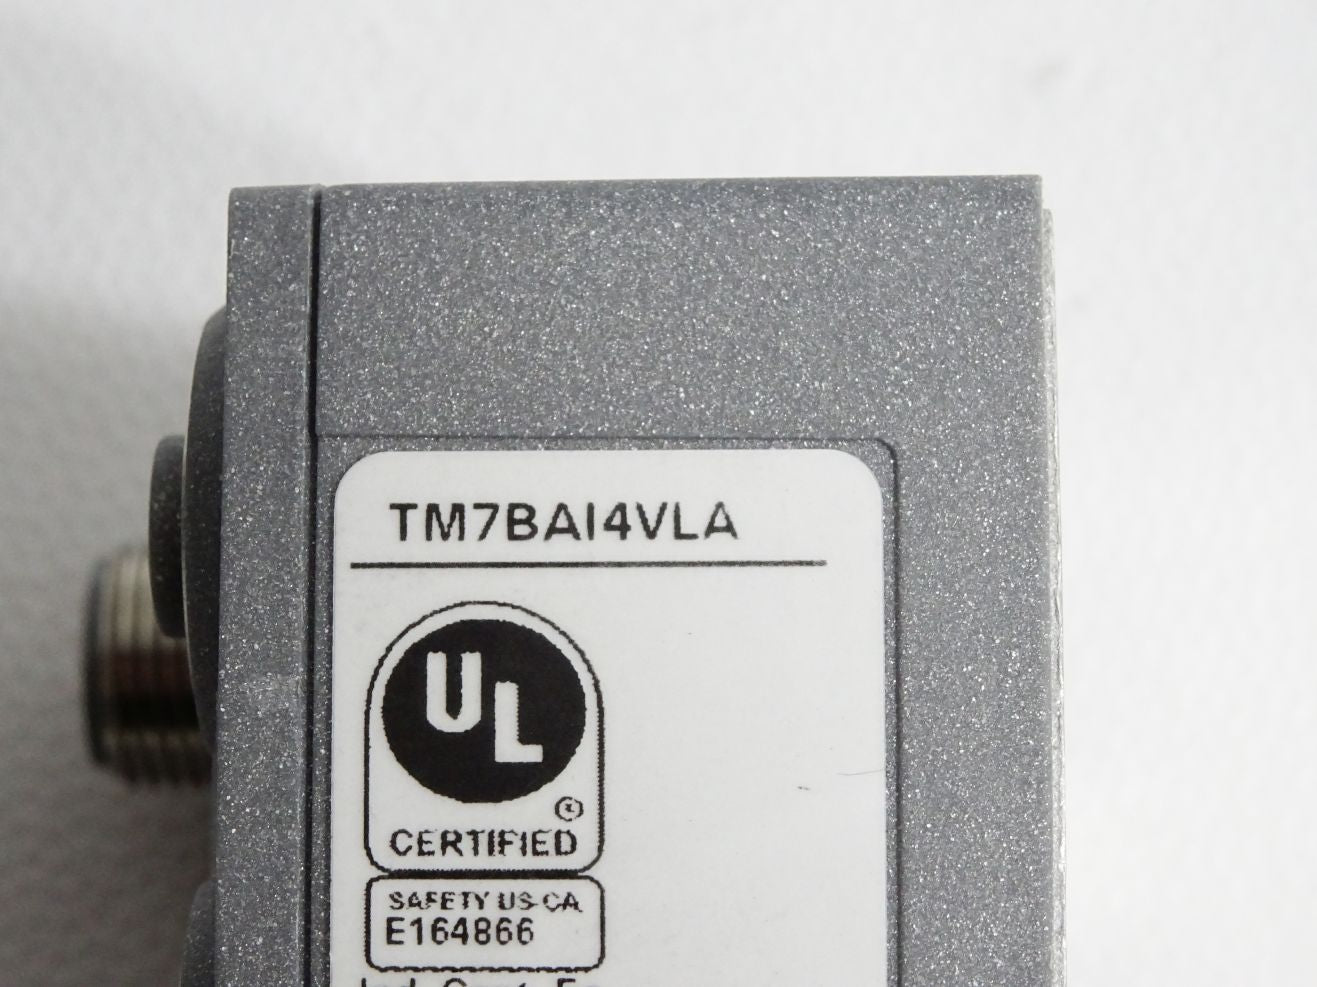 TM7BAI4VLA
UL
CERTIFIED
SAFETY US-CA
E164866